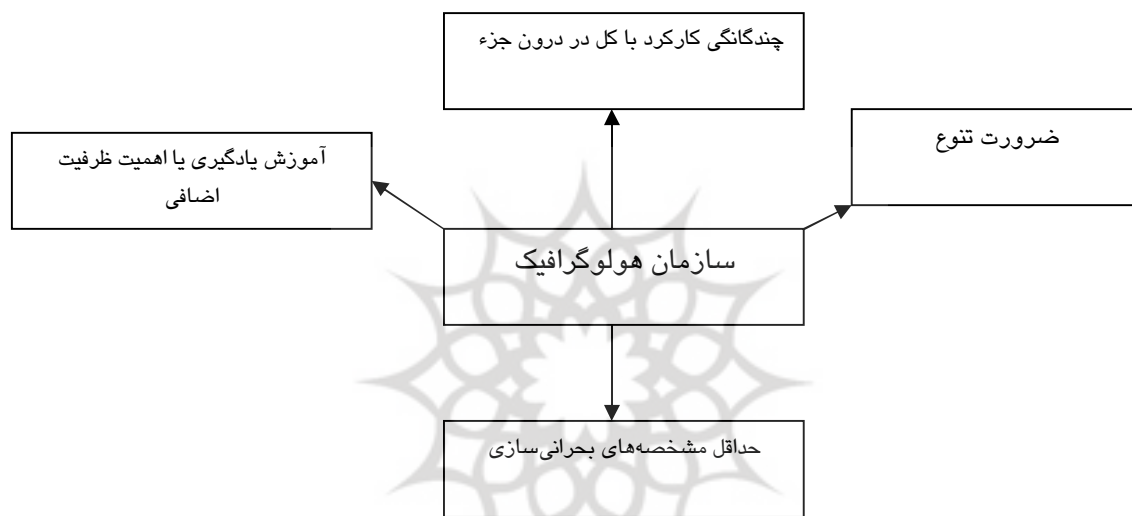 چندگانگی کارکرد با کل در درون جزء
ضرورت تنوع
آموزش یادگیری یا اهمیت ظرفیت
اضافی
سازمان هولوگرافیک
حداقل مشخصه‌های بحرانی‌سازی